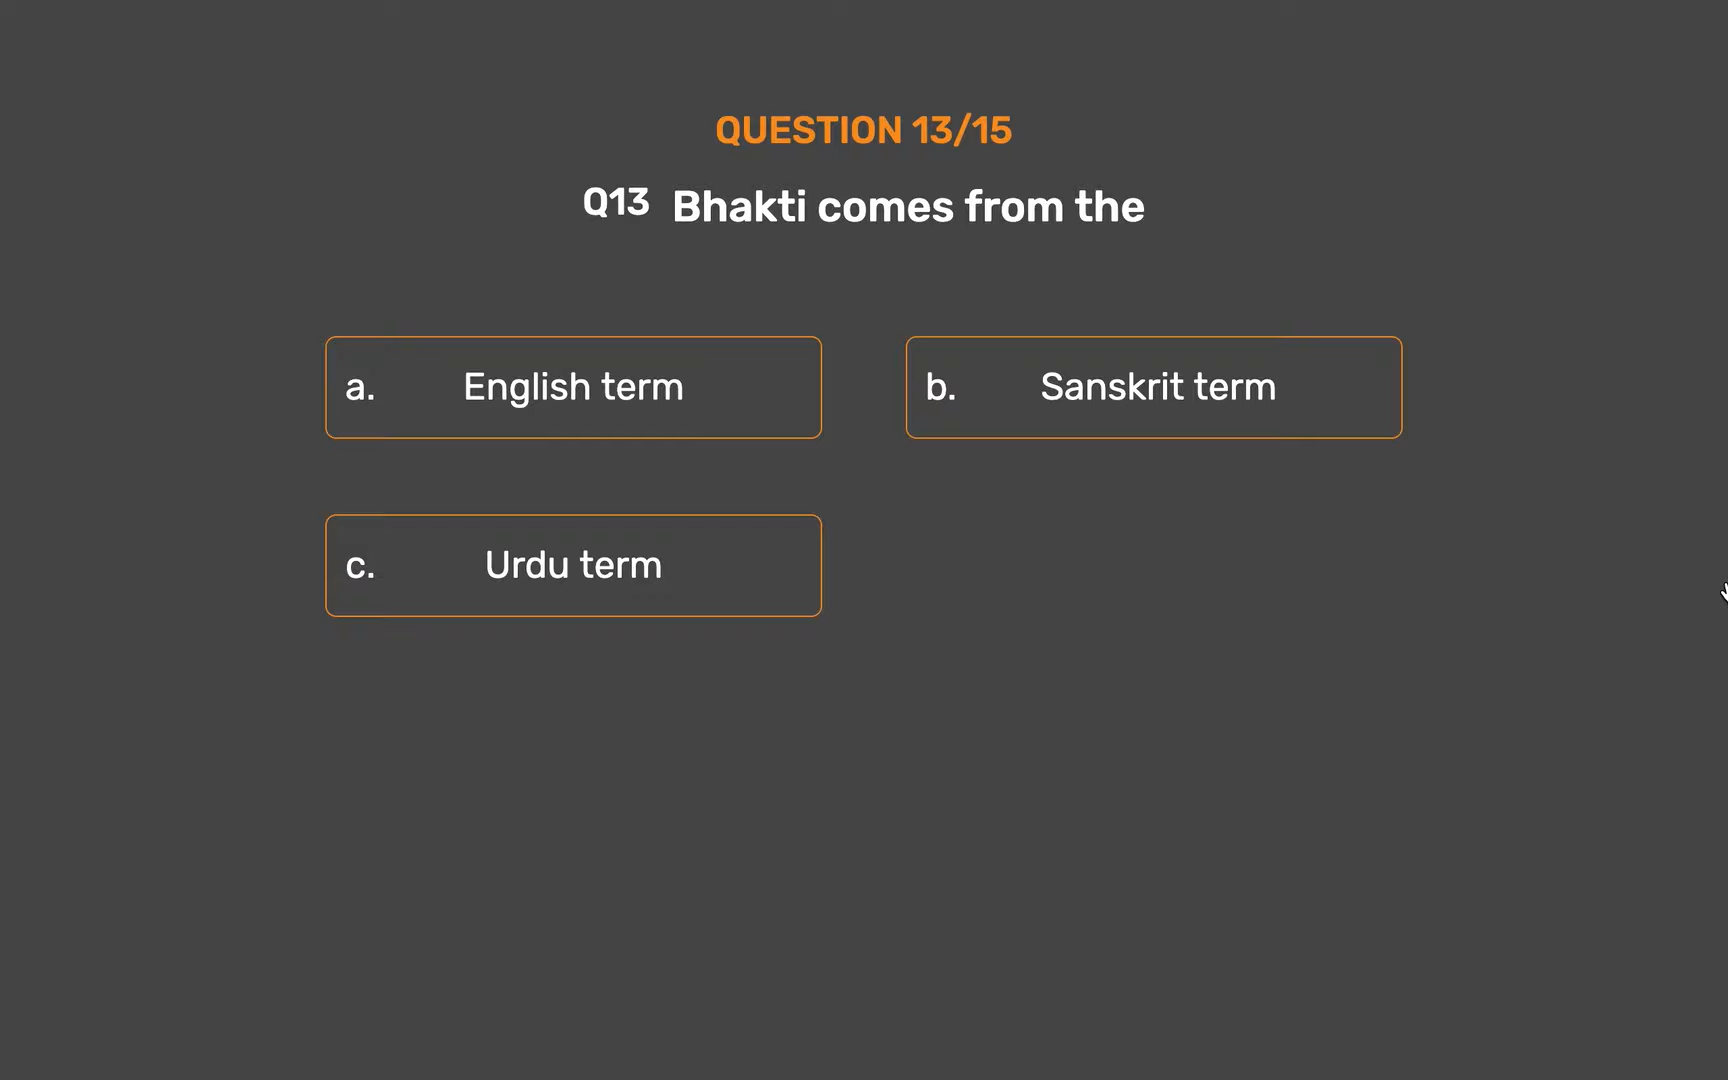 QUESTION 13/15
Q13 Bhakti comes from the
a. English term
b. Sanskrit term
c. Urdu term